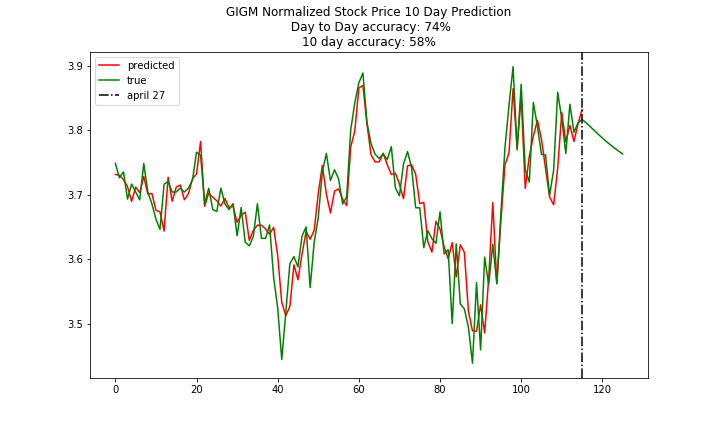 GIGM Normalized Stock Price 10 Day Prediction
Day to Day accuracy: 74%
10 day accuracy: 58%
predicted
true
april 27
3.9
3.8
3.7
3.6
3.5
0 20 40 60 80 100 120